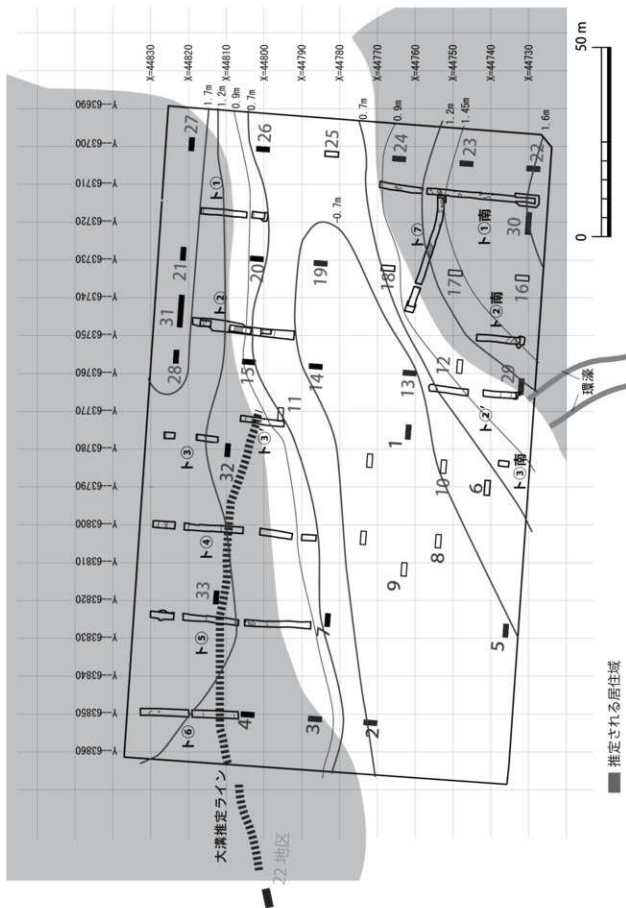 Y=-63690
Y=-63700
Y=-63710
Y=-63720
Y=-63730
Y=-63740
Y=-63750
Y=-63760
Y=-63770
Y=-63780
Y=-63790
Y=-63800
Y=-63810
Y=-63820
Y=-63830
Y=-63840
Y=-63850
Y=-63860
X=44830
X=44820
X=44810
X=44800
X=44790
X=44780
X=44770
X=44760
X=44750
X=44740
X=44730
1.7m
1.2m
0.9m
0.7m
0.7m
0.9m
1.2m
1.45m
1.6m
-0.7m
27
26
25
24
23
22
ト①
ト⑦
ト①南
30
21
20
19
18
17
16
31
ト②
ト②南
28
15
14
13
12
29
ト②'
11
1
ト③
32
ト③'
10
6
ト③南
ト④
9
8
33
ト⑤
7
5
ト⑥
4
3
2
大溝推定ライン
22 地区
環濠
推定される居住域
0
50 m